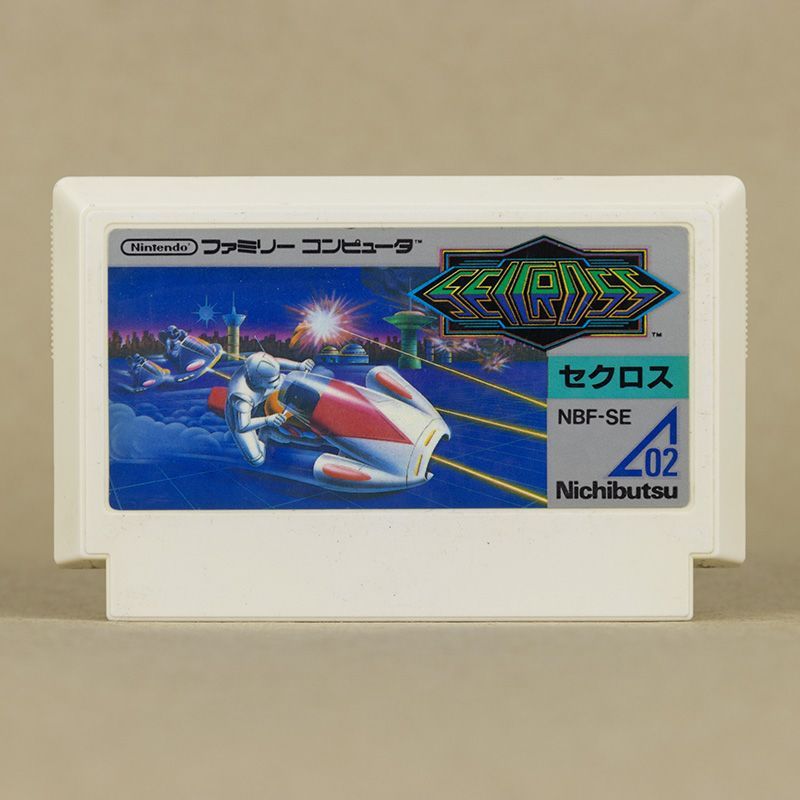 Nintendo ファミリー コンピュータ™
SEICROSS
™
セクロス
NBF-SE
02
Nichibutsu